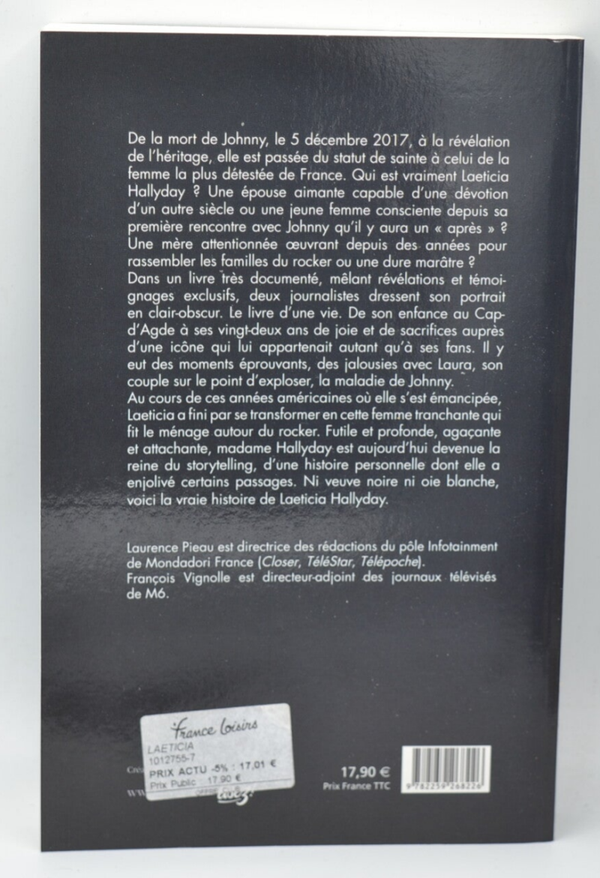 De la mort de Johnny, le 5 décembre 2017, à la révélation
de l'héritage, elle est passée du statut de sainte à celui de la
femme la plus détestée de France. Qui est vraiment Laeticia
Hallyday ? Une épouse aimante capable d'une dévotion
d'un autre siècle ou une jeune femme consciente depuis sa
première rencontre avec Johnny qu'il y aura un « après » ?
Une mère attentionnée œuvrant depuis des années pour
rassembler les familles du rocker ou une dure marâtre ?
Dans un livre très documenté, mêlant révélations et témoi-
gnages exclusifs, deux journalistes dressent son portrait
en clair-obscur. Le livre d'une vie. De son enfance au Cap-
d'Agde à ses vingt-deux ans de joie et de sacrifices auprès
d'une icône qui lui appartenait autant qu'à ses fans. Il y
eut des moments éprouvants, des jalousies avec Laura, son
couple sur le point d'exploser, la maladie de Johnny.
Au cours de ces années américaines où elle s'est émancipée,
Laeticia a fini par se transformer en cette femme tranchante qui
fit le ménage autour du rocker. Futile et profonde, agaçante
et attachante, madame Hallyday est aujourd'hui devenue la
reine du storytelling, d'une histoire personnelle dont elle a
enjolivé certains passages. Ni veuve noire ni oie blanche,
voici la vraie histoire de Laeticia Hallyday.
Laurence Pieau est directrice des rédactions du pôle Infotainment
de Mondadori France (Closer, TéléStar, Télépoche).
François Vignolle est directeur-adjoint des journaux télévisés
de M6.
France Loisirs
LAETICIA
1012755-7
PRIX ACTU -5% : 17,01 €
Prix Public : 17,90 €
17,90 €
Prix France TTC
9 782259 268226